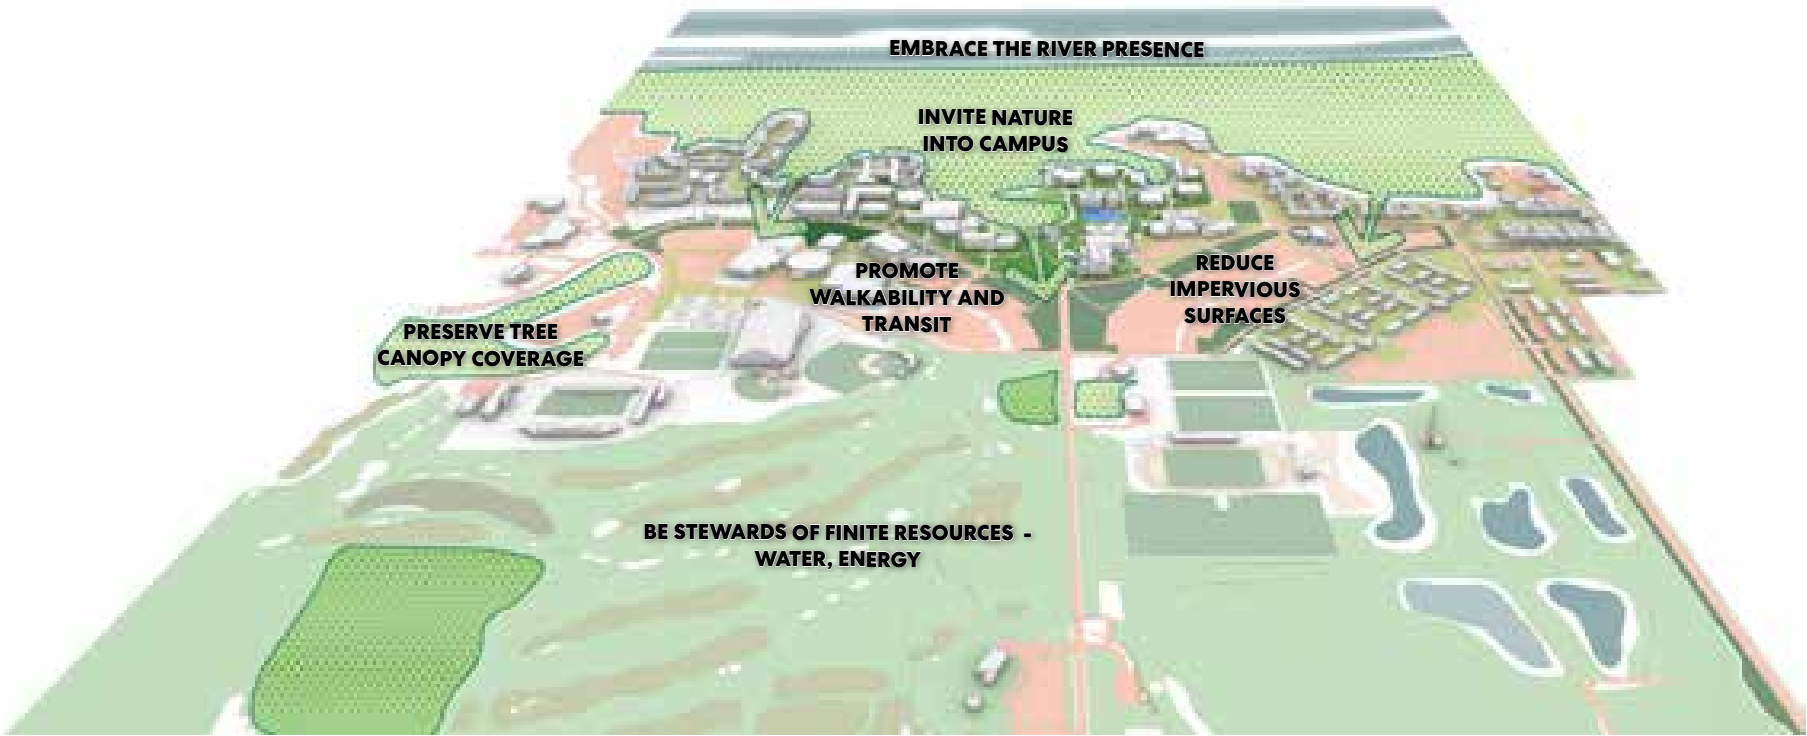 EMBRACE THE RIVER PRESENCE
INVITE NATURE
INTO CAMPUS
PROMOTE
WALKABILITY AND
TRANSIT
REDUCE
IMPERVIOUS
SURFACES
PRESERVE TREE
CANOPY COVERAGE
BE STEWARDS OF FINITE RESOURCES -
WATER, ENERGY